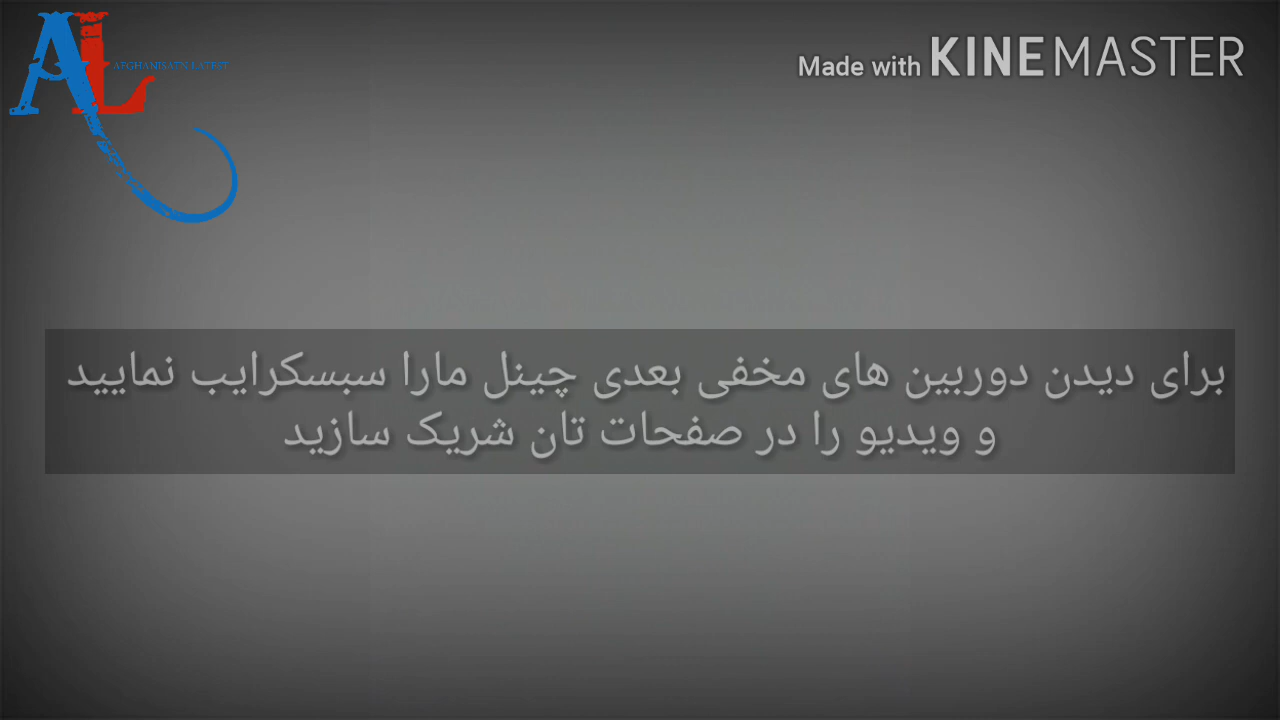 AL
AFGHANISATN LATEST
Made with KINEMASTER
برای دیدن دوربین های مخفی بعدی چینل مارا سبسکرایب نمایید
و ویدیو را در صفحات تان شریک سازید